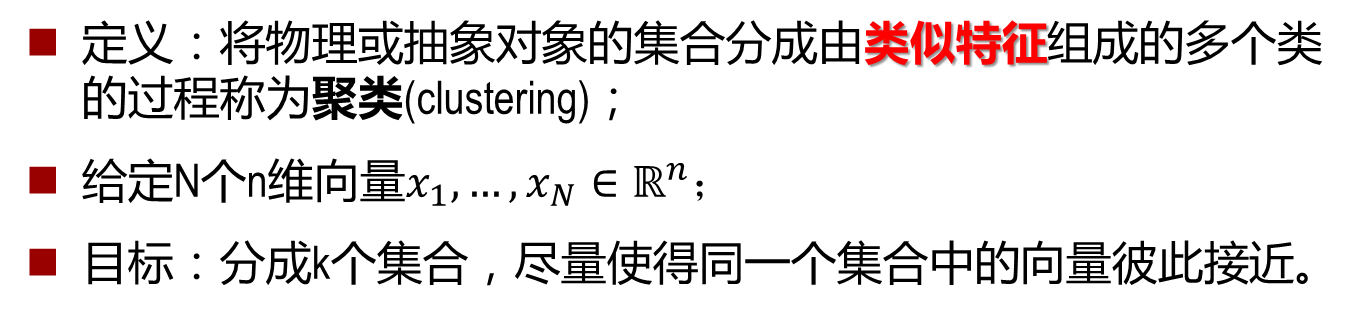 ■ 定义：将物理或抽象对象的集合分成由类似特征组成的多个类
的过程称为聚类(clustering)；
■ 给定N个n维向量𝑥₁, … , 𝑥_N ∈ ℝⁿ；
■ 目标：分成k个集合，尽量使得同一个集合中的向量彼此接近。